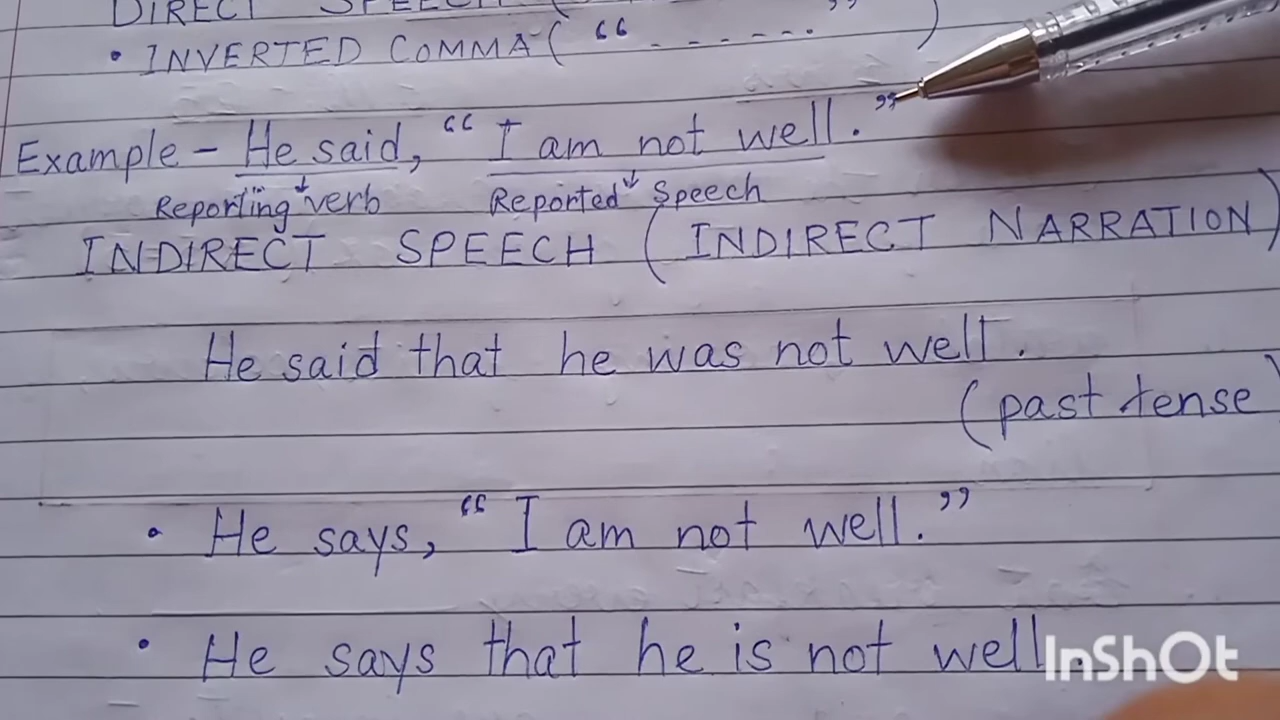 DIRECT SPEECH (
• INVERTED COMMA ( “ - - - - - - . ” )
Example - He said, “ I am not well. ”
Reporting verb Reported Speech
INDIRECT SPEECH ( INDIRECT NARRATION )
He said that he was not well.
(past tense)
• He says, “ I am not well. ”
• He says that he is not well.
InShOt